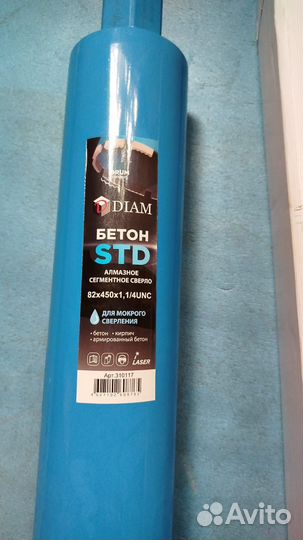 DRUM
DIAM
БЕТОН
STD
АЛМАЗНОЕ
СЕГМЕНТНОЕ СВЕРЛО
82x450x1,1/4UNC
ДЛЯ МОКРОГО
СВЕРЛЕНИЯ
• бетон • кирпич
• армированный бетон
LASER
Арт.310117
Avito